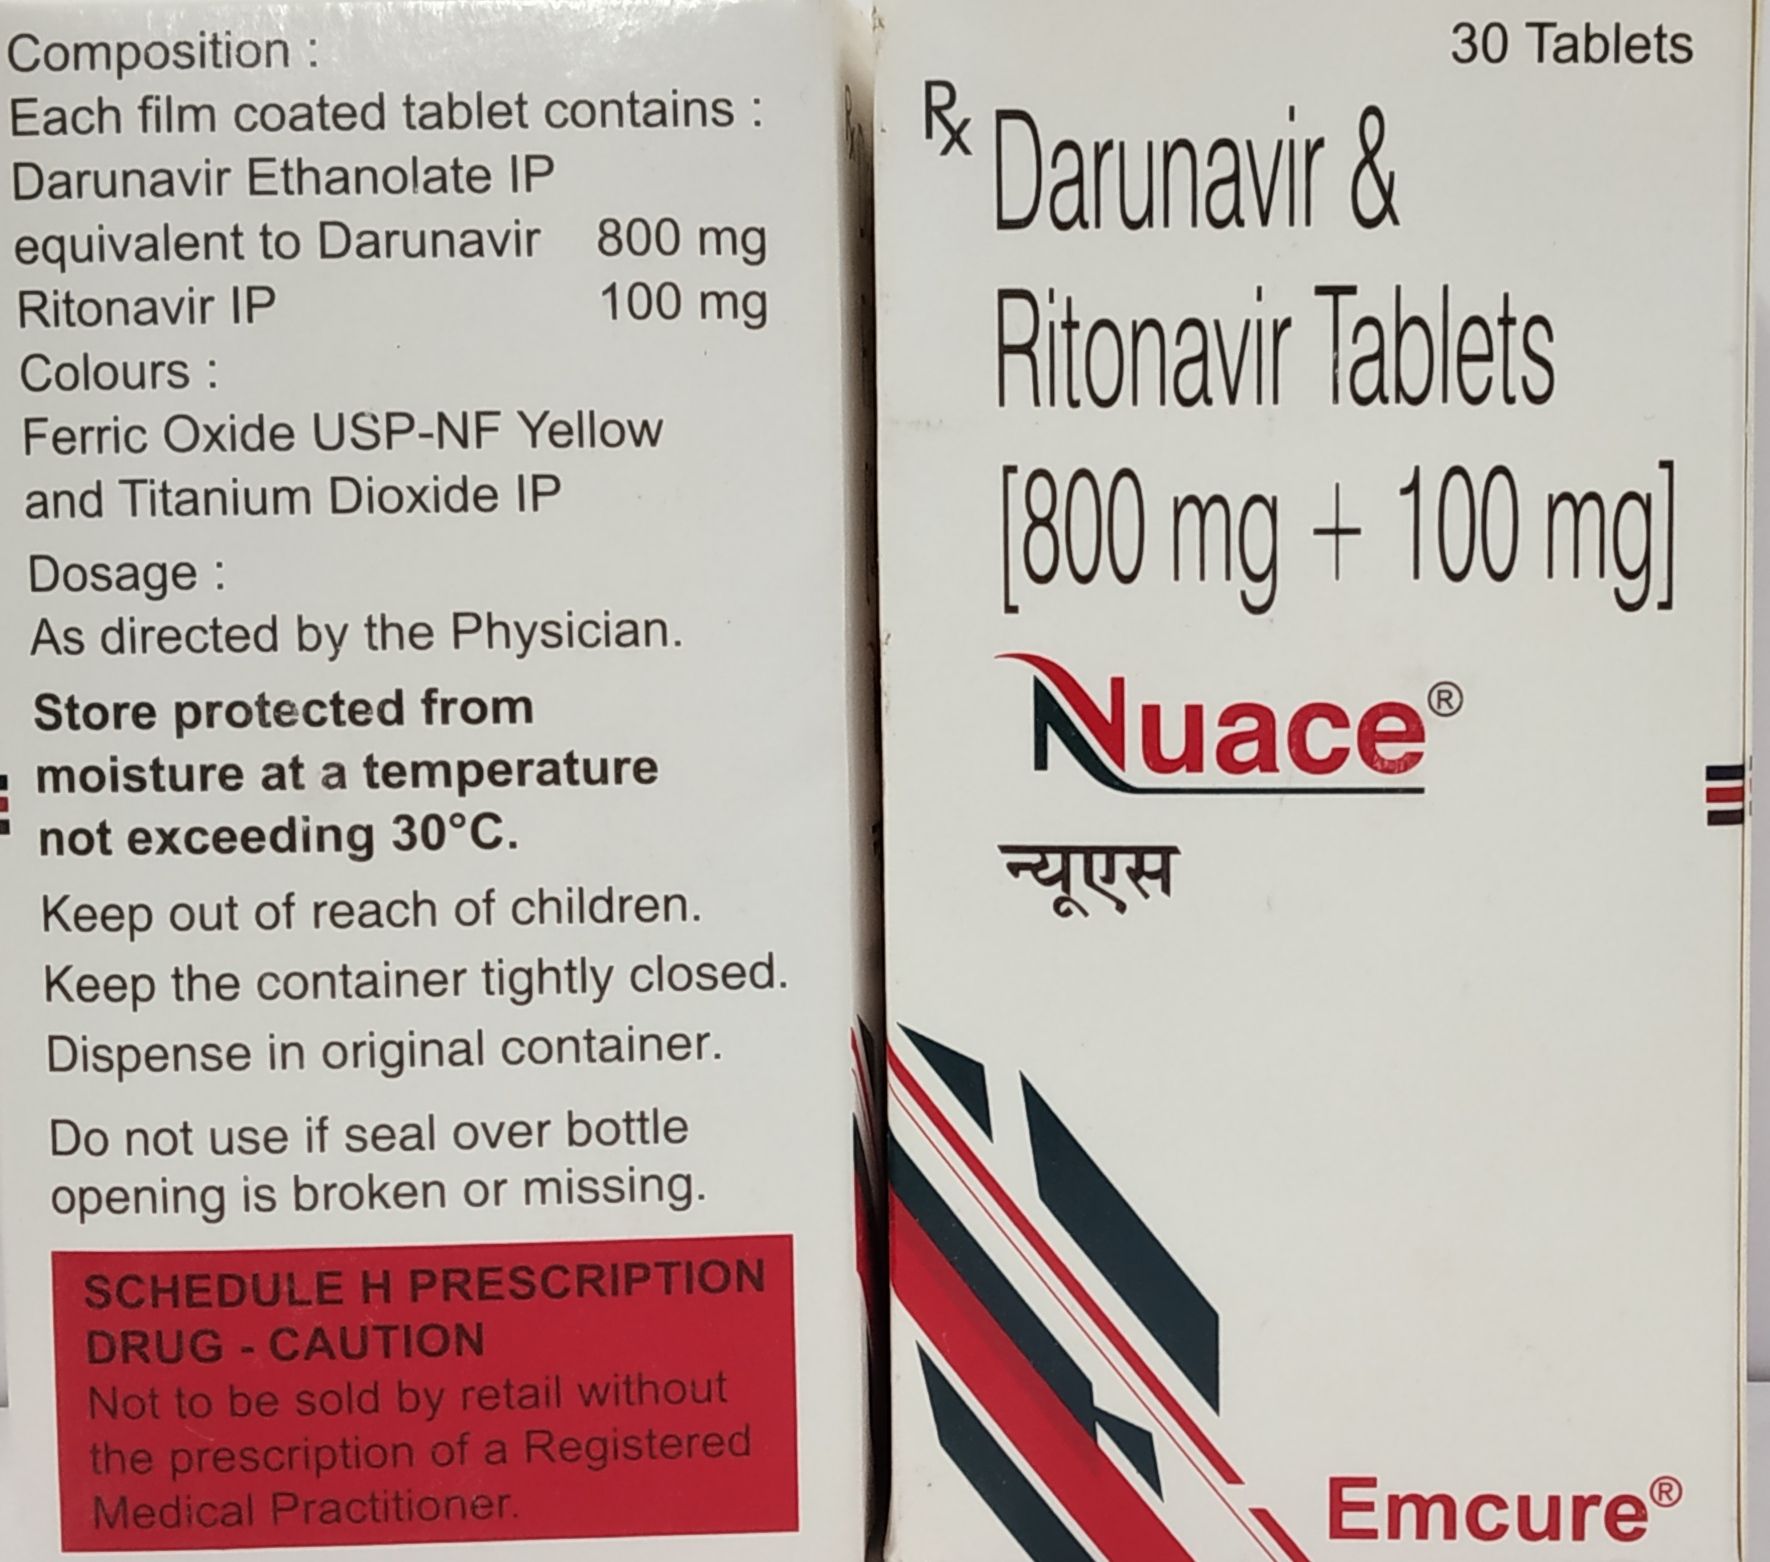 Composition :
Each film coated tablet contains :
Darunavir Ethanolate IP
equivalent to Darunavir 800 mg
Ritonavir IP 100 mg
Colours :
Ferric Oxide USP-NF Yellow
and Titanium Dioxide IP
Dosage :
As directed by the Physician.
Store protected from
moisture at a temperature
not exceeding 30°C.
Keep out of reach of children.
Keep the container tightly closed.
Dispense in original container.
Do not use if seal over bottle
opening is broken or missing.
SCHEDULE H PRESCRIPTION
DRUG - CAUTION
Not to be sold by retail without
the prescription of a Registered
Medical Practitioner.
30 Tablets
Rx Darunavir &
Ritonavir Tablets
[800 mg + 100 mg]
Nuace®
न्यूएस
Emcure®